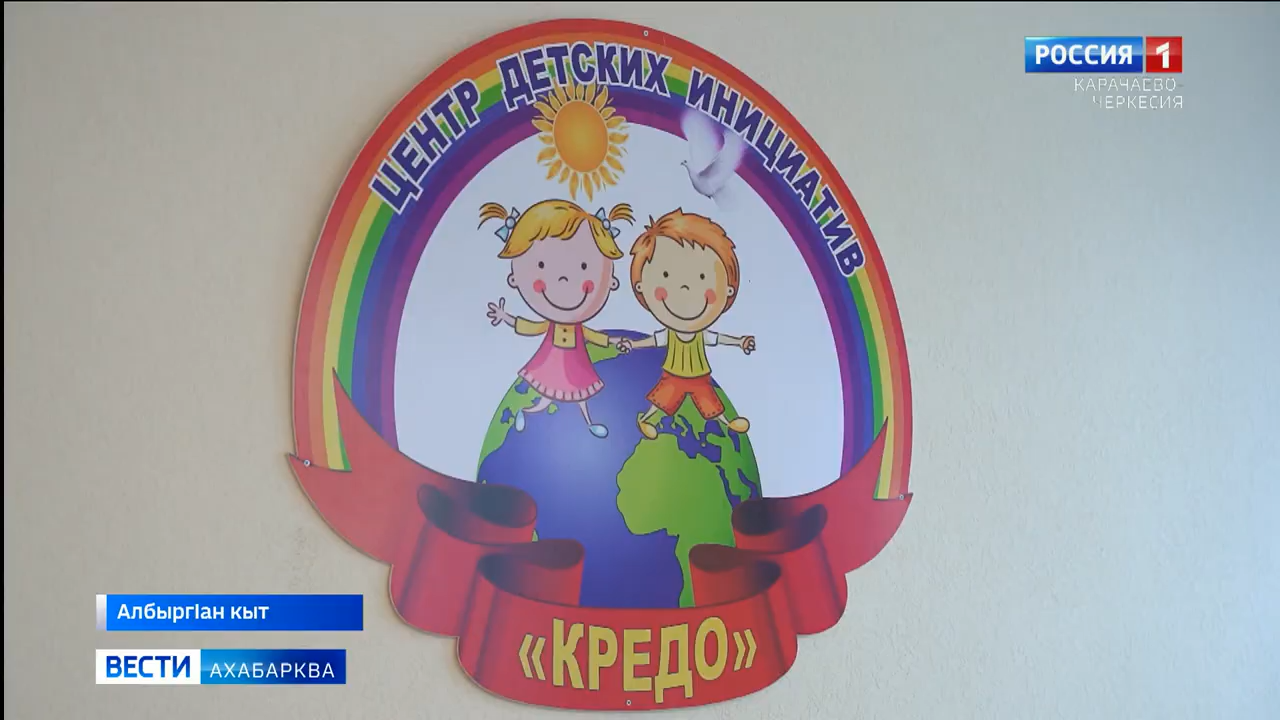 ЦЕНТР ДЕТСКИХ ИНИЦИАТИВ
РОССИЯ 1
КАРАЧАЕВО-
ЧЕРКЕСИЯ
«КРЕДО»
АлбыргӀан кыт
ВЕСТИ АХАБАРКВА